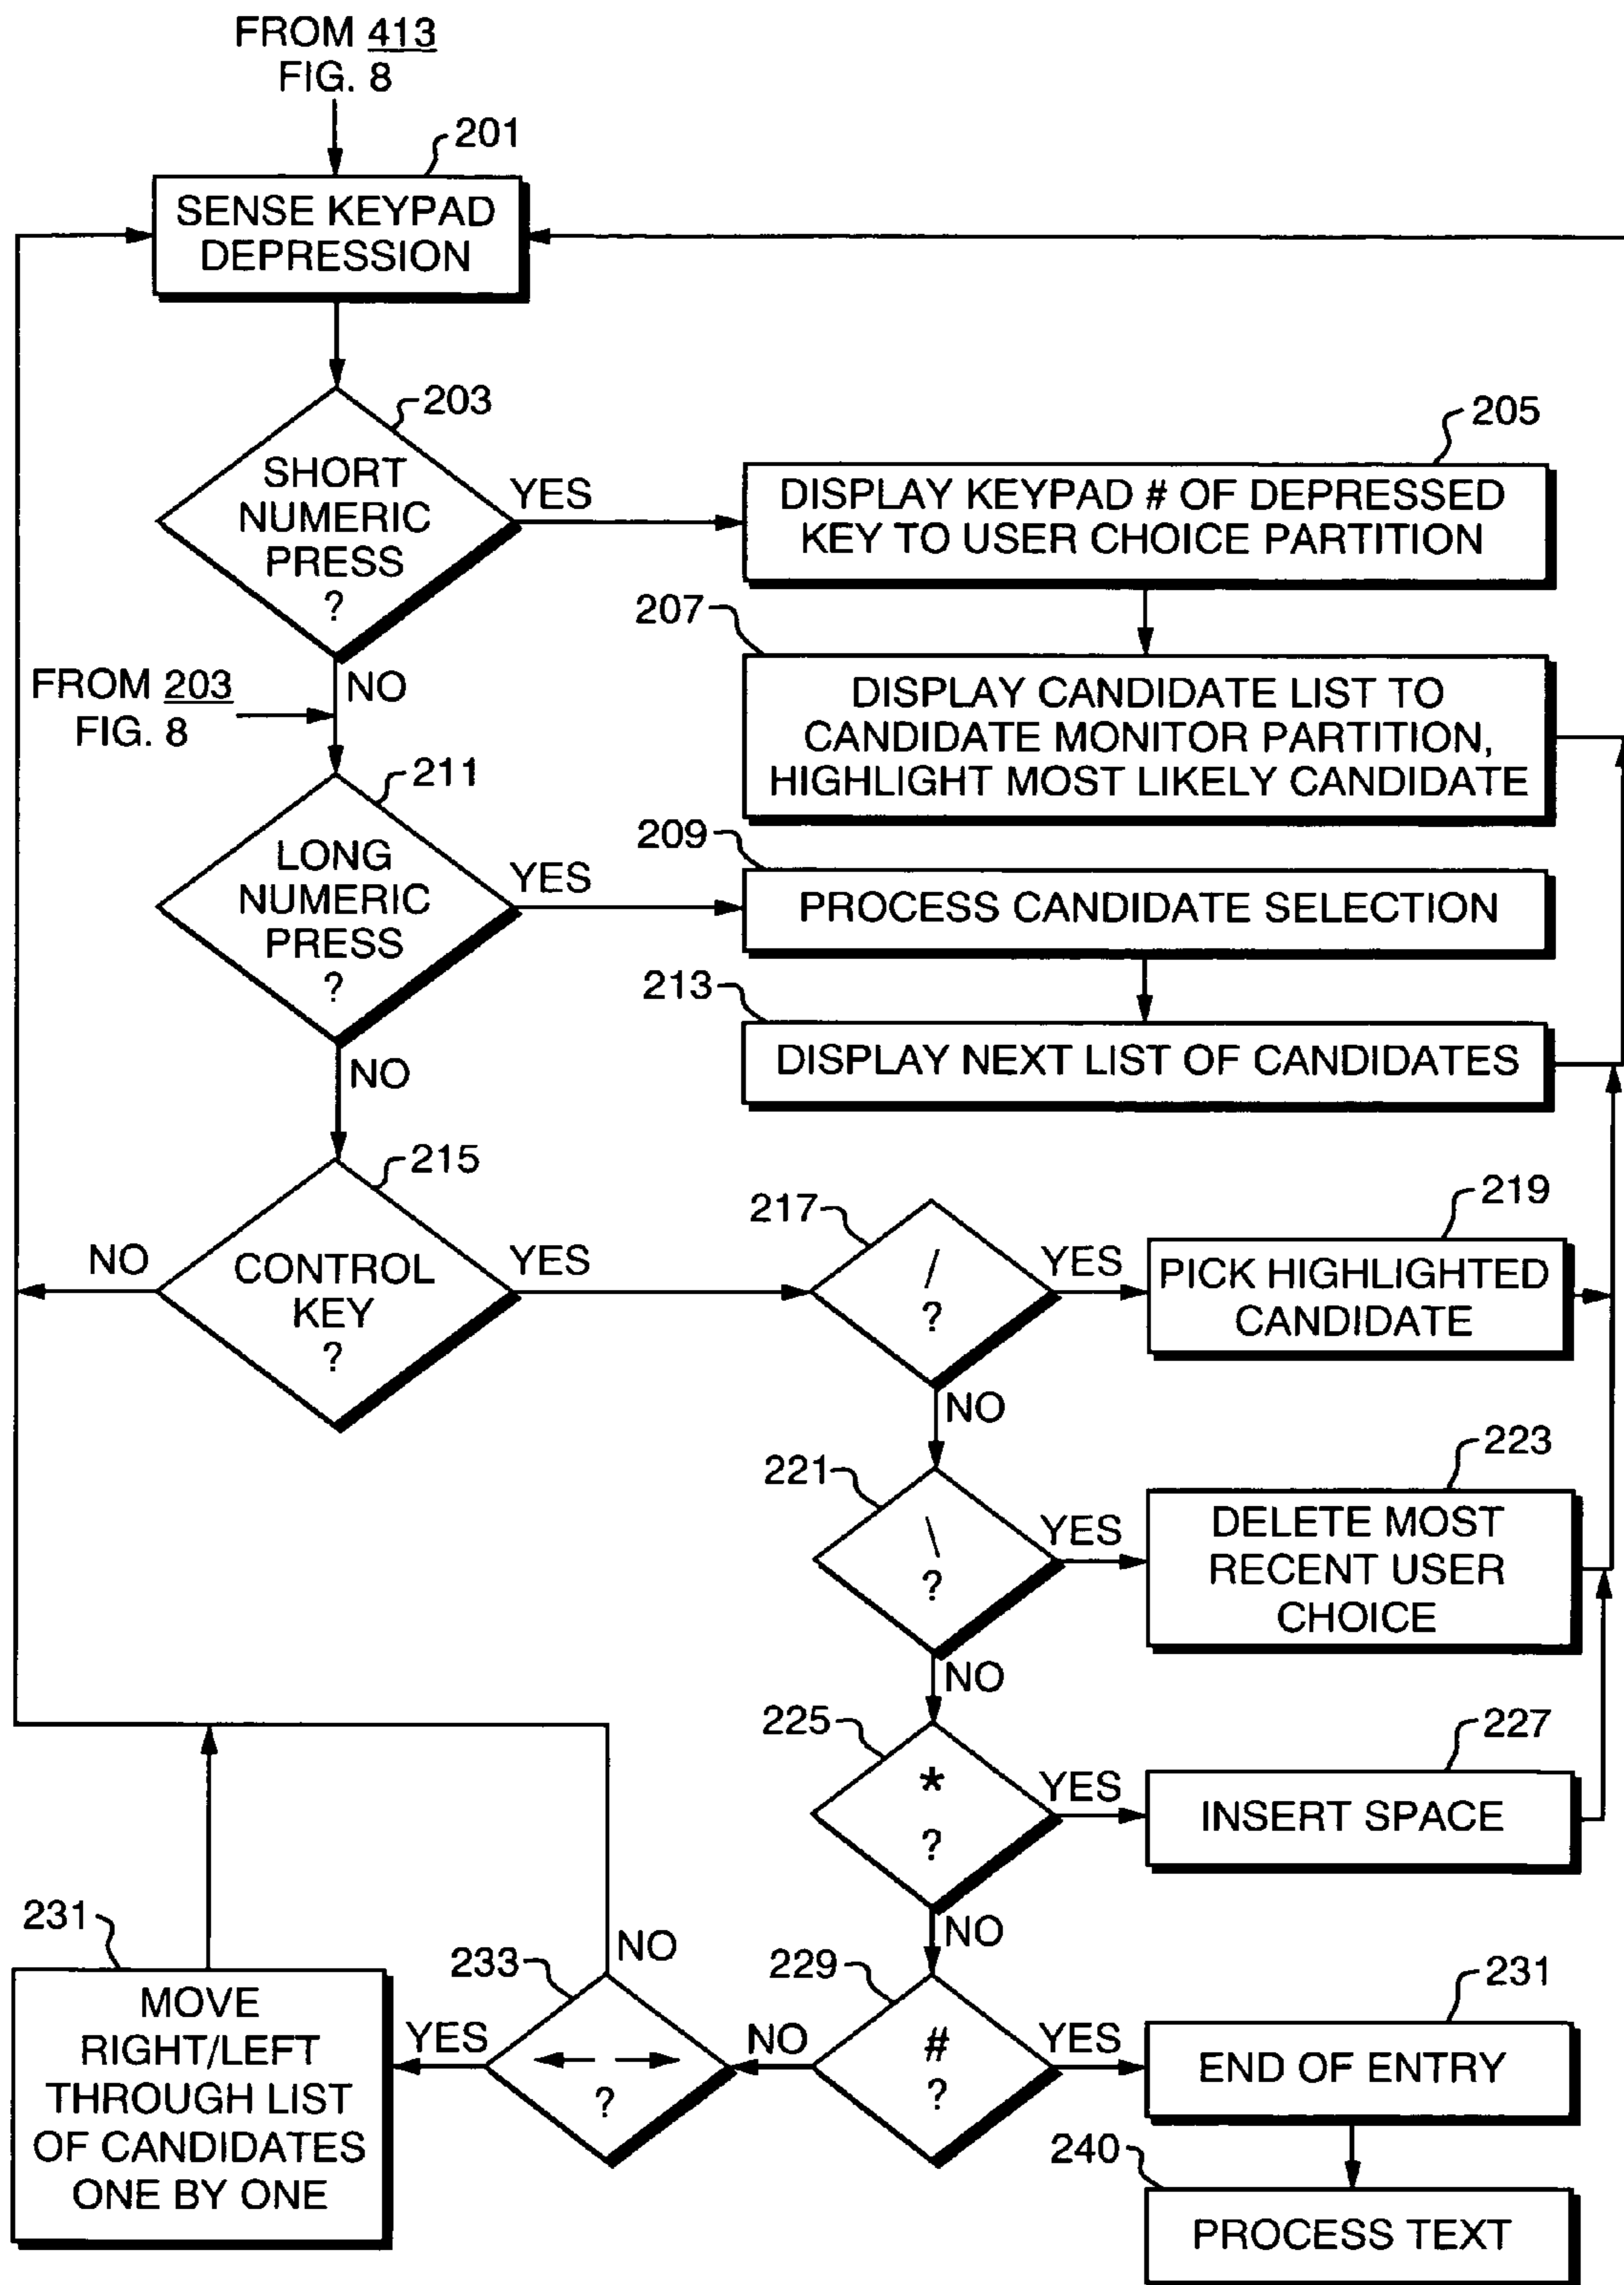 FROM 413
FIG. 8
201
SENSE KEYPAD
DEPRESSION
203
SHORT
NUMERIC
PRESS
?
YES
205
DISPLAY KEYPAD # OF DEPRESSED
KEY TO USER CHOICE PARTITION
207
DISPLAY CANDIDATE LIST TO
CANDIDATE MONITOR PARTITION,
HIGHLIGHT MOST LIKELY CANDIDATE
NO
FROM 203
FIG. 8
211
LONG
NUMERIC
PRESS
?
YES
209
PROCESS CANDIDATE SELECTION
213
DISPLAY NEXT LIST OF CANDIDATES
NO
215
CONTROL
KEY
?
NO
YES
217
/
?
YES
219
PICK HIGHLIGHTED
CANDIDATE
NO
221
\
?
YES
223
DELETE MOST
RECENT USER
CHOICE
NO
225
*
?
YES
227
INSERT SPACE
NO
229
#
?
YES
231
END OF ENTRY
240
PROCESS TEXT
NO
233
?
NO
YES
231
MOVE
RIGHT/LEFT
THROUGH LIST
OF CANDIDATES
ONE BY ONE